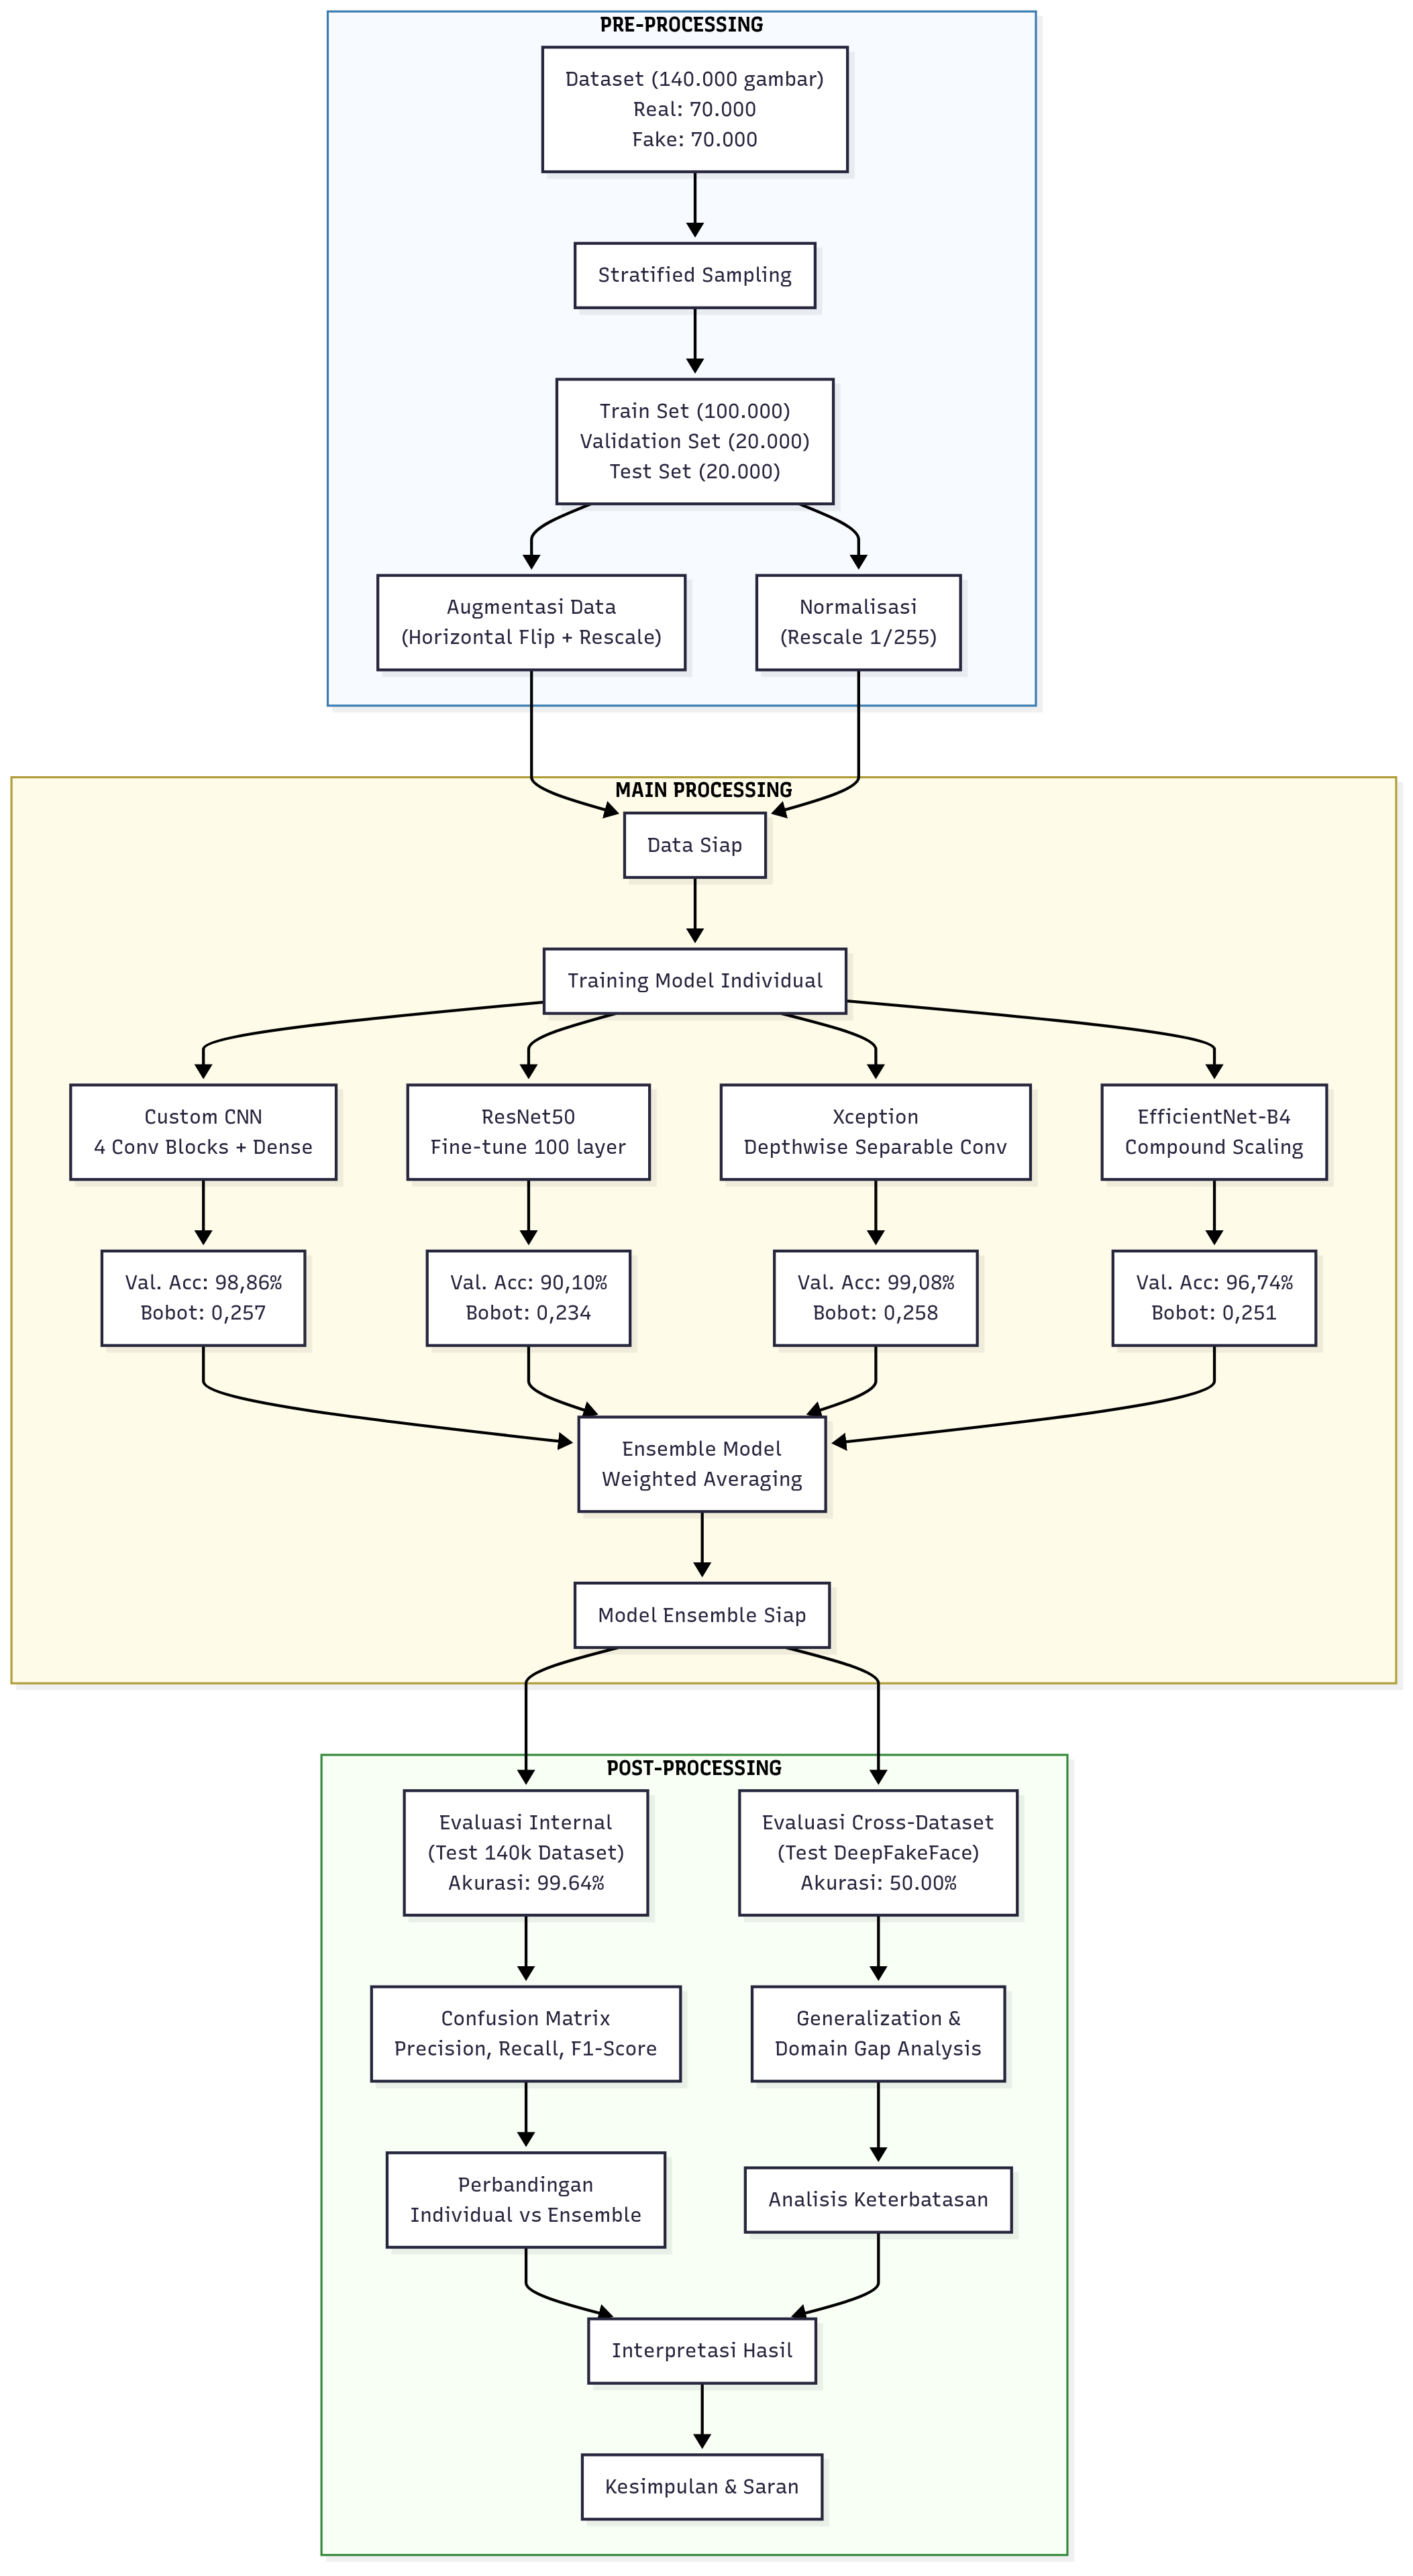 PRE-PROCESSING
Dataset (140.000 gambar)
Real: 70.000
Fake: 70.000
Stratified Sampling
Train Set (100.000)
Validation Set (20.000)
Test Set (20.000)
Augmentasi Data
(Horizontal Flip + Rescale)
Normalisasi
(Rescale 1/255)
MAIN PROCESSING
Data Siap
Training Model Individual
Custom CNN
4 Conv Blocks + Dense
ResNet50
Fine-tune 100 layer
Xception
Depthwise Separable Conv
EfficientNet-B4
Compound Scaling
Val. Acc: 98,86%
Bobot: 0,257
Val. Acc: 90,10%
Bobot: 0,234
Val. Acc: 99,08%
Bobot: 0,258
Val. Acc: 96,74%
Bobot: 0,251
Ensemble Model
Weighted Averaging
Model Ensemble Siap
POST-PROCESSING
Evaluasi Internal
(Test 140k Dataset)
Akurasi: 99.64%
Evaluasi Cross-Dataset
(Test DeepFakeFace)
Akurasi: 50.00%
Confusion Matrix
Precision, Recall, F1-Score
Generalization &
Domain Gap Analysis
Perbandingan
Individual vs Ensemble
Analisis Keterbatasan
Interpretasi Hasil
Kesimpulan & Saran